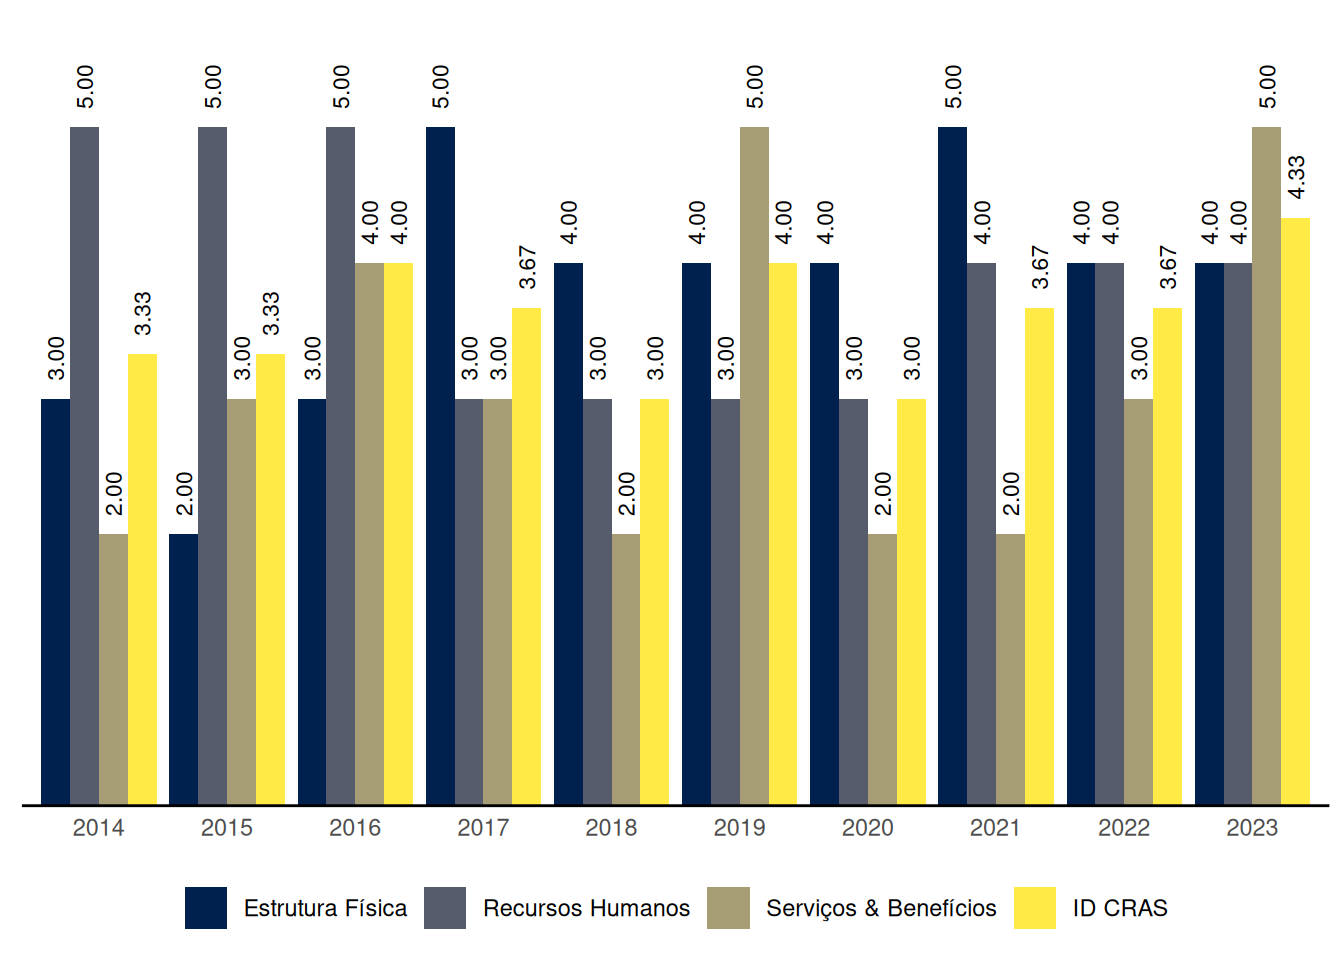 5.00 5.00 5.00 5.00 5.00 5.00 5.00
4.33
4.00 4.00 4.00 4.00 4.00 4.00 4.00 4.00 4.00 4.00 4.00
3.67 3.67 3.67
3.33 3.33
3.00 3.00 3.00 3.00 3.00 3.00 3.00 3.00 3.00 3.00 3.00
2.00 2.00 2.00 2.00 2.00
2014 2015 2016 2017 2018 2019 2020 2021 2022 2023
Estrutura Física Recursos Humanos Serviços & Benefícios ID CRAS